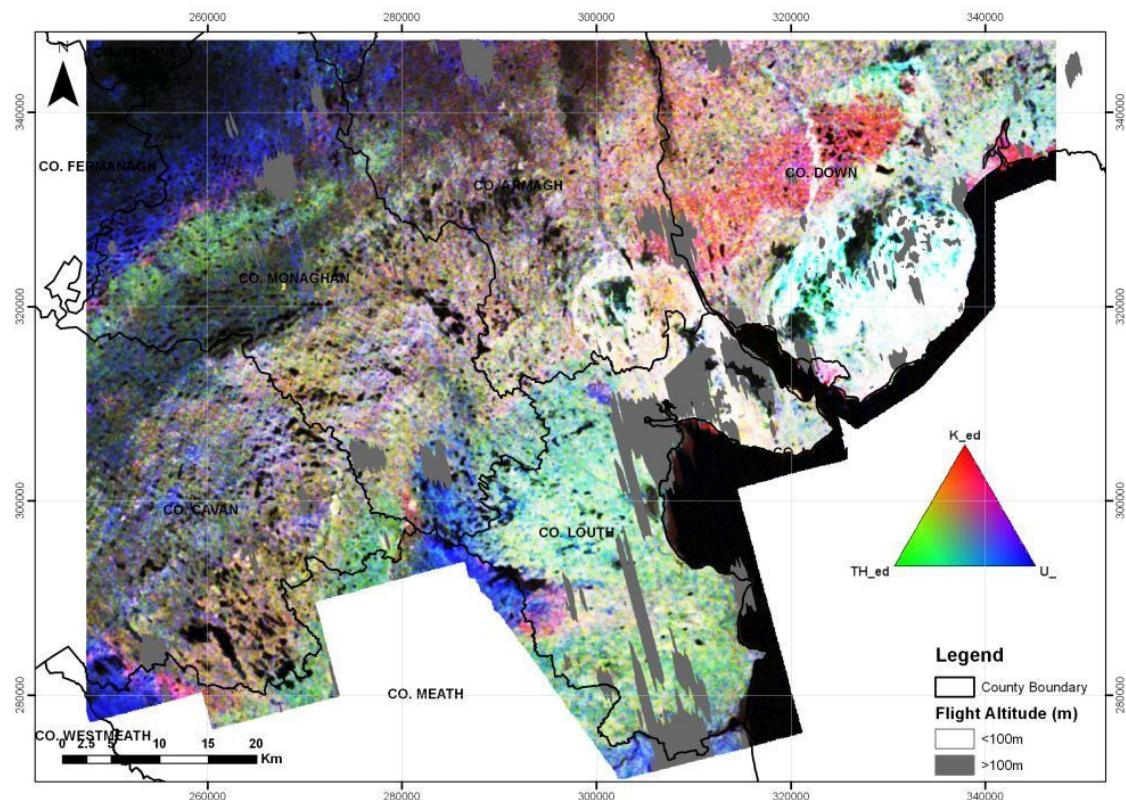 260000 280000 300000 320000 340000
N
CO. TYRONE
340000 340000
CO. FERMANAGH
CO. DOWN
CO. ARMAGH
CO. MONAGHAN
320000 320000
K_ed
300000 300000
CO. CAVAN
CO. LOUTH
TH_ed U_
Legend
CO. MEATH
County Boundary
280000 280000
Flight Altitude (m)
CO. WESTMEATH
<100m
0 2.5 5 10 15 20
Km
>100m
260000 280000 300000 320000 340000